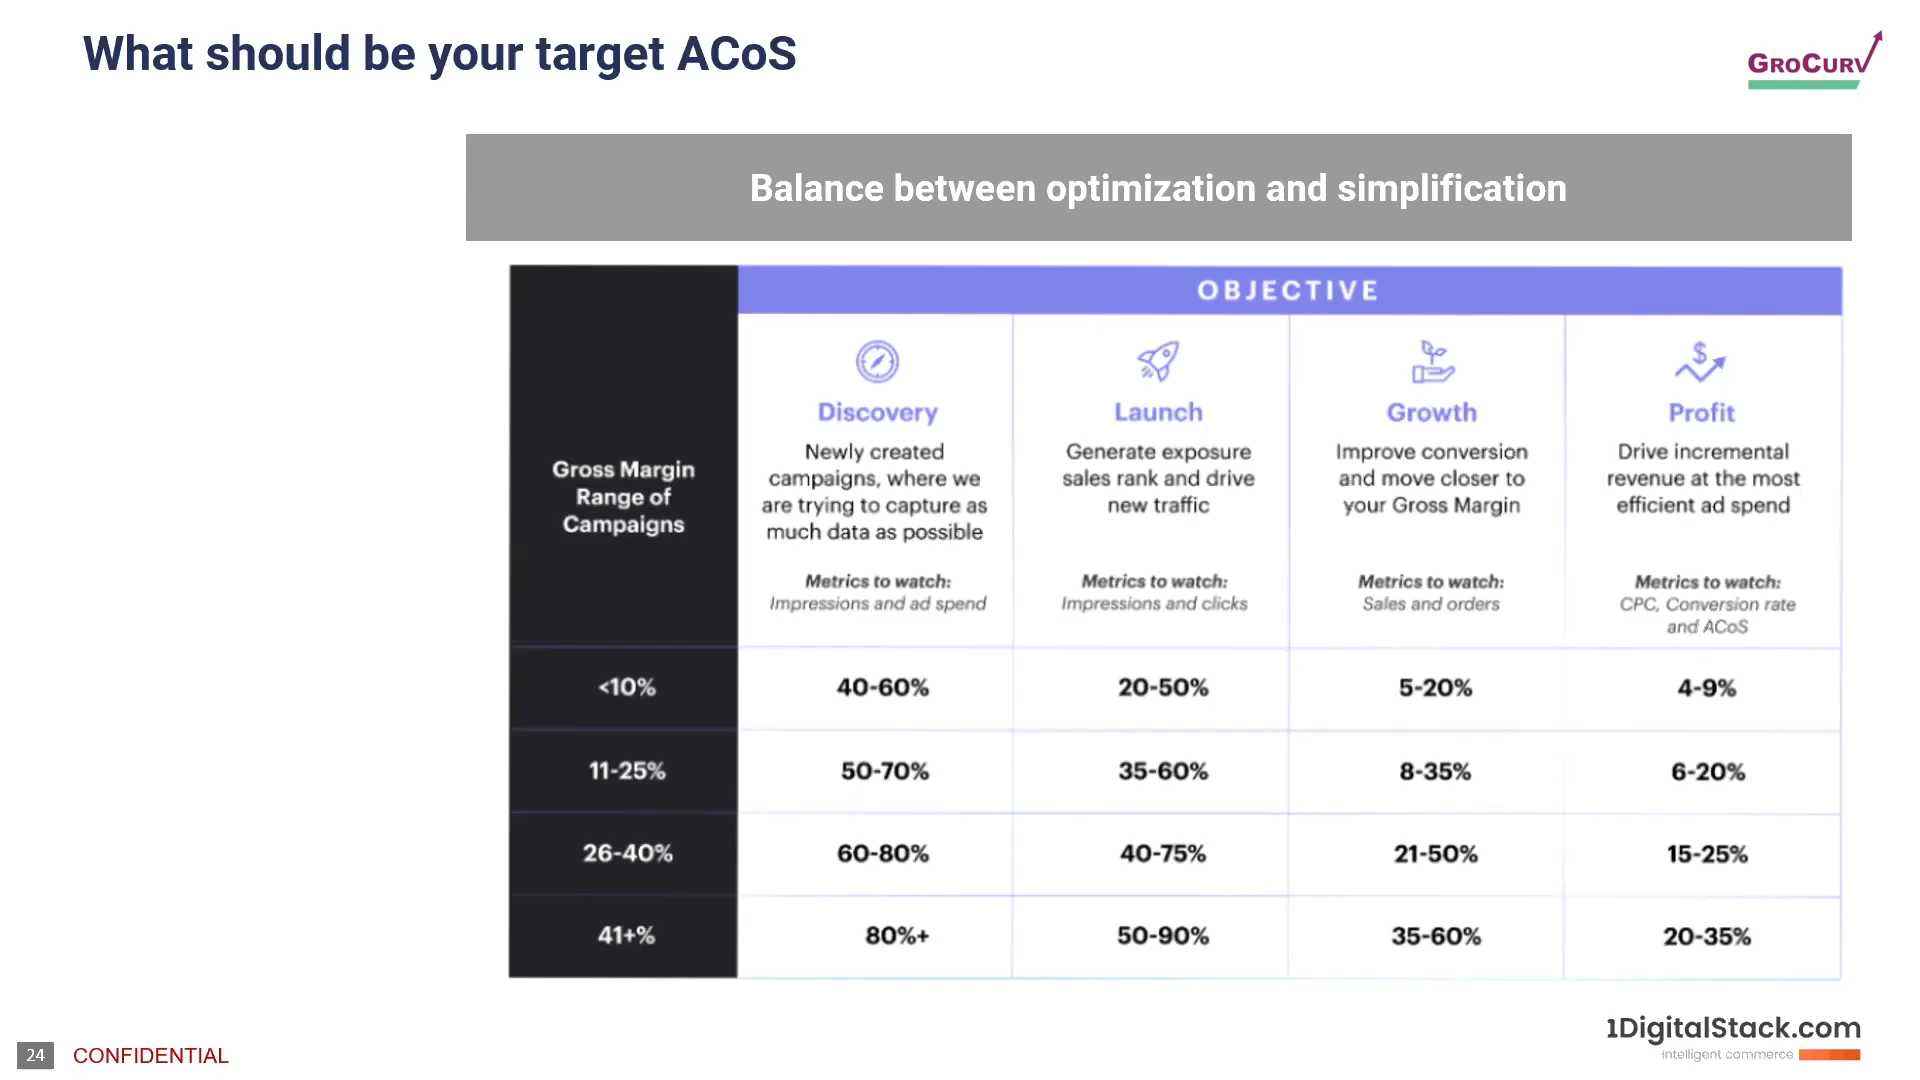 What should be your target ACoS
GROCURV
Balance between optimization and simplification
OBJECTIVE
Gross Margin
Range of
Campaigns
Discovery
Newly created
campaigns, where we
are trying to capture as
much data as possible
Metrics to watch:
Impressions and ad spend
Launch
Generate exposure
sales rank and drive
new traffic
Metrics to watch:
Impressions and clicks
Growth
Improve conversion
and move closer to
your Gross Margin
Metrics to watch:
Sales and orders
Profit
Drive incremental
revenue at the most
efficient ad spend
Metrics to watch:
CPC, Conversion rate
and ACoS
<10% 40-60% 20-50% 5-20% 4-9%
11-25% 50-70% 35-60% 8-35% 6-20%
26-40% 60-80% 40-75% 21-50% 15-25%
41+% 80%+ 50-90% 35-60% 20-35%
1DigitalStack.com
intelligent commerce
24 CONFIDENTIAL